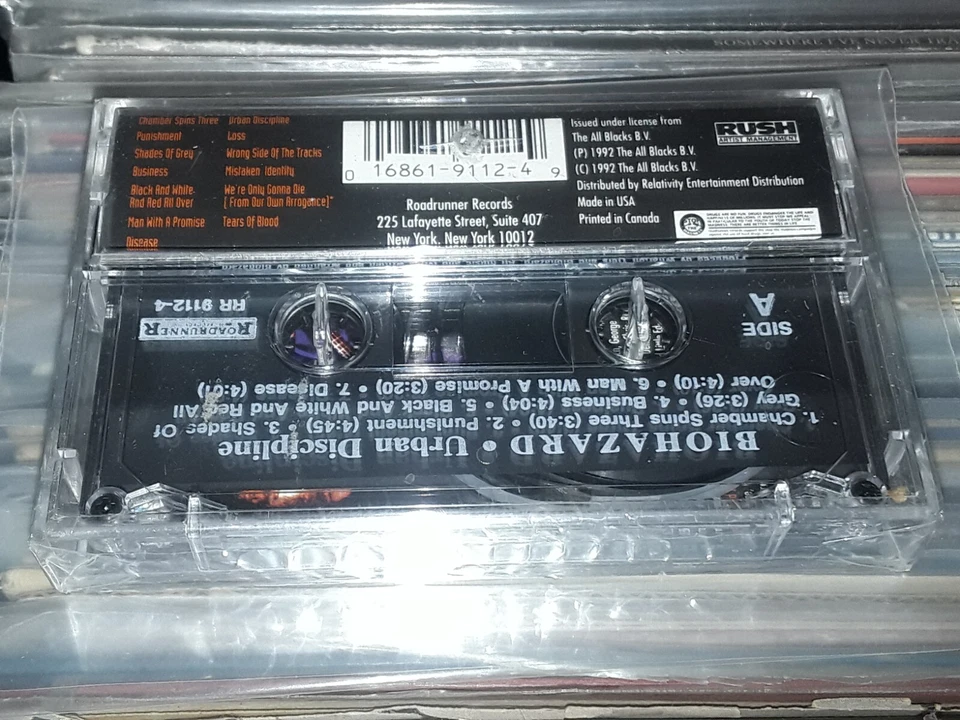 SOMEWHERE I'VE NEVER TRA
Chamber Spins Three Urban Discipline
Punishment Loss
Shades Of Grey Wrong Side Of The Tracks
Business Mistaken Identity
Black And White We're Only Gonna Die
And Red All Over [From Our Own Arrogance]"
Man With A Promise Tears Of Blood
Disease
0 16861-9112-4 9
Roadrunner Records
225 Lafayette Street, Suite 407
New York, New York 10012
Issued under license from
The All Blacks B.V.
(P) 1992 The All Blacks B.V.
(C) 1992 The All Blacks B.V.
Distributed by Relativity Entertainment Distribution
Made in USA
Printed in Canada
RUSH
ARTIST MANAGEMENT
BIOHAZARD • Urban Discipline
1. Chamber Spins Three (3:40) • 2. Punishment (4:45) • 3. Shades Of
Grey (3:26) • 4. Business (4:04) • 5. Black And White And Red All
Over (4:10) • 6. Man With A Promise (3:20) • 7. Disease (4:01)
SIDE
A
ROADRUNNER
RR 9112-4
George